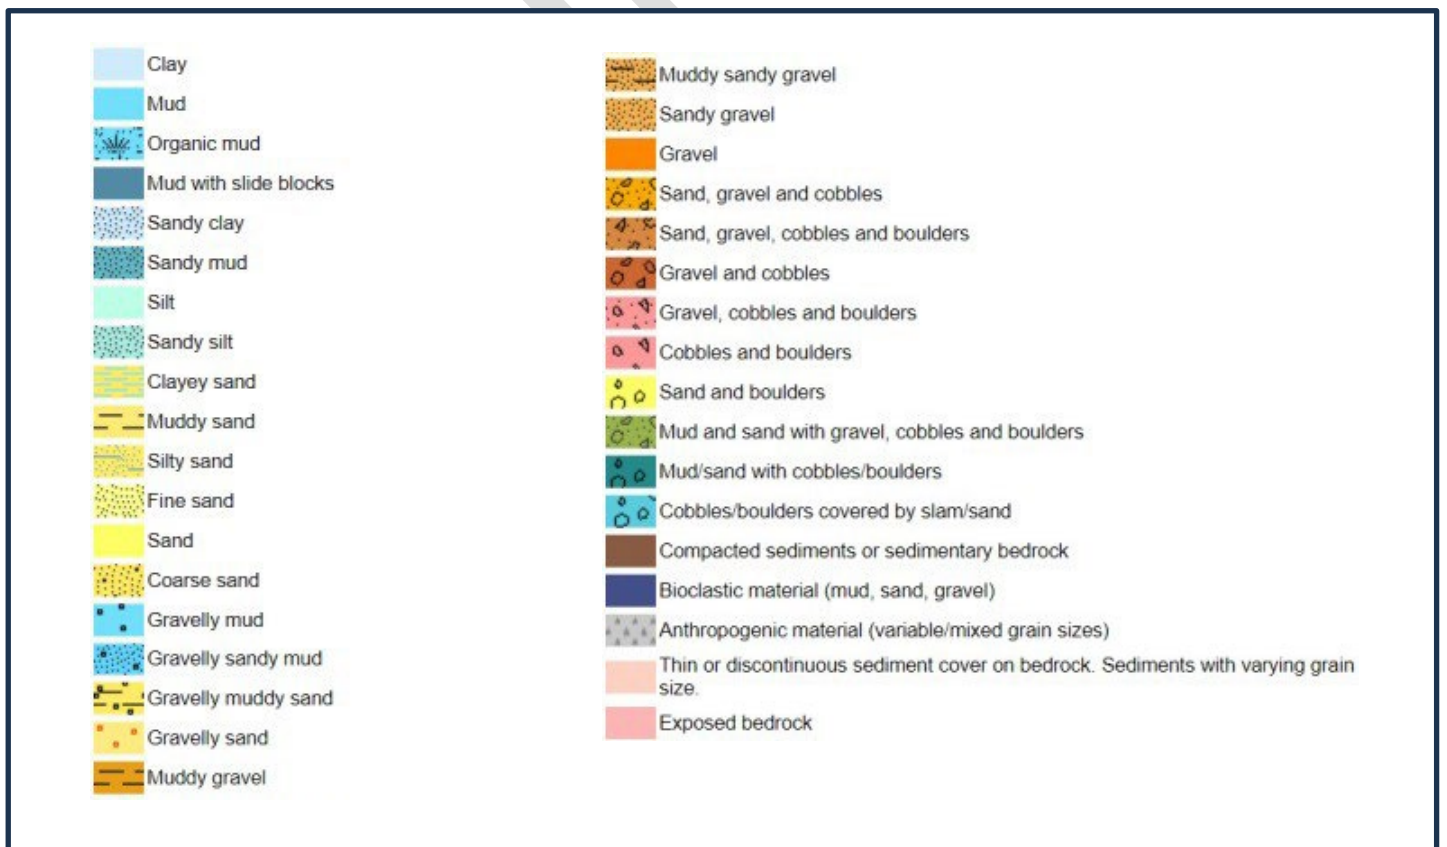 Clay
Mud
Organic mud
Mud with slide blocks
Sandy clay
Sandy mud
Silt
Sandy silt
Clayey sand
Muddy sand
Silty sand
Fine sand
Sand
Coarse sand
Gravelly mud
Gravelly sandy mud
Gravelly muddy sand
Gravelly sand
Muddy gravel
Muddy sandy gravel
Sandy gravel
Gravel
Sand, gravel and cobbles
Sand, gravel, cobbles and boulders
Gravel and cobbles
Gravel, cobbles and boulders
Cobbles and boulders
Sand and boulders
Mud and sand with gravel, cobbles and boulders
Mud/sand with cobbles/boulders
Cobbles/boulders covered by slam/sand
Compacted sediments or sedimentary bedrock
Bioclastic material (mud, sand, gravel)
Anthropogenic material (variable/mixed grain sizes)
Thin or discontinuous sediment cover on bedrock. Sediments with varying grain
size.
Exposed bedrock